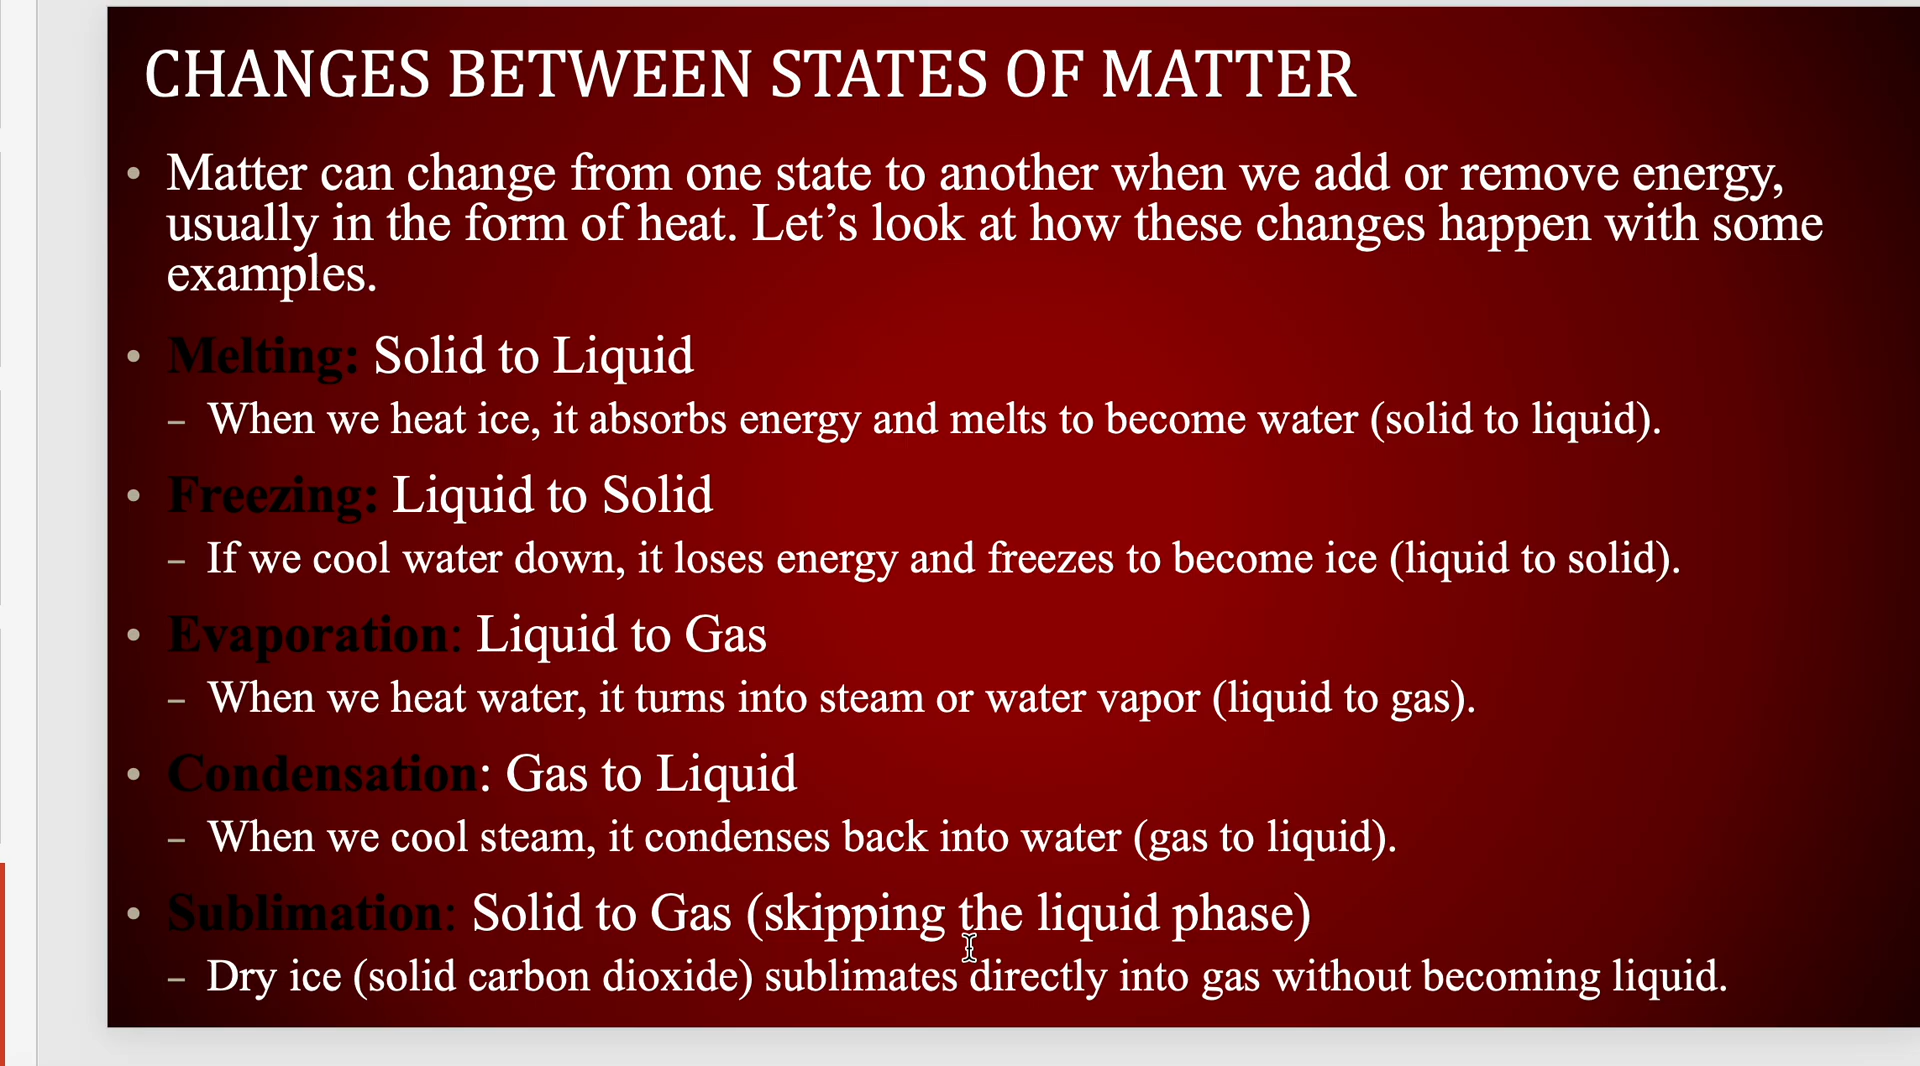 CHANGES BETWEEN STATES OF MATTER
• Matter can change from one state to another when we add or remove energy,
usually in the form of heat. Let’s look at how these changes happen with some
examples.
• Melting: Solid to Liquid
– When we heat ice, it absorbs energy and melts to become water (solid to liquid).
• Freezing: Liquid to Solid
– If we cool water down, it loses energy and freezes to become ice (liquid to solid).
• Evaporation: Liquid to Gas
– When we heat water, it turns into steam or water vapor (liquid to gas).
• Condensation: Gas to Liquid
– When we cool steam, it condenses back into water (gas to liquid).
• Sublimation: Solid to Gas (skipping the liquid phase)
– Dry ice (solid carbon dioxide) sublimates directly into gas without becoming liquid.